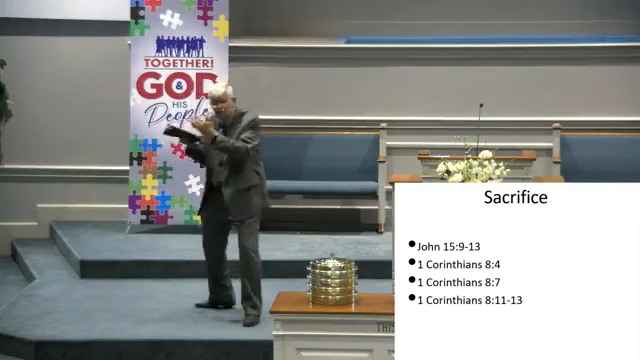 TOGETHER!
GOD
&
HIS
People
Sacrifice
John 15:9-13
1 Corinthians 8:4
1 Corinthians 8:7
1 Corinthians 8:11-13
THIS